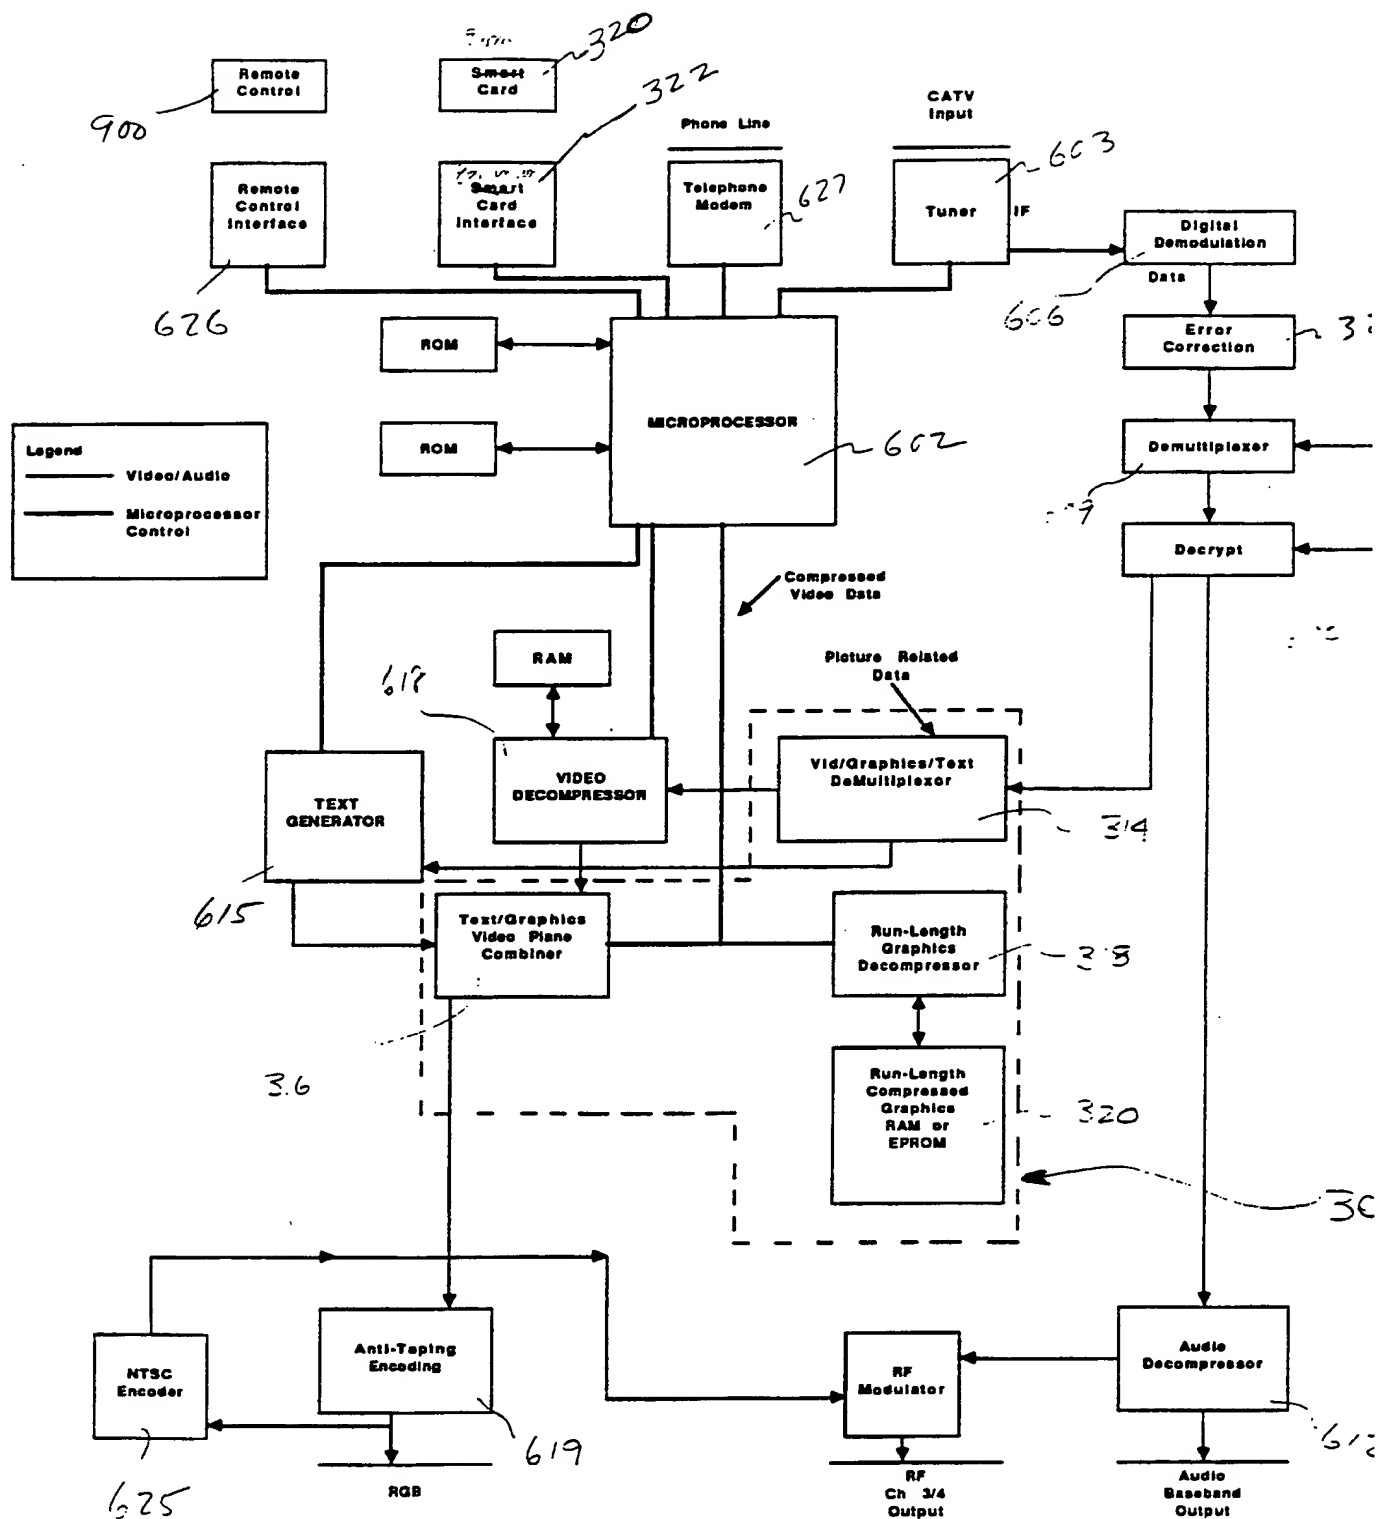 320
Remote
Control
Smart
Card
322
900
CATV
Input
Phone Line
603
Remote
Control
Interface
Smart
Card
Interface
Telephone
Modem
627
Tuner
IF
Digital
Demodulation
Data
626
606
ROM
Error
Correction
MICROPROCESSOR
602
ROM
Demultiplexer
Legend
Video/Audio
Microprocessor
Control
Decrypt
Compressed
Video Data
RAM
Picture Related
Data
618
Vid/Graphics/Text
DeMultiplexor
VIDEO
DECOMPRESSOR
TEXT
GENERATOR
314
615
Text/Graphics
Video Plane
Combiner
Run-Length
Graphics
Decompressor
Run-Length
Compressed
Graphics
RAM or
EPROM
320
Anti-Taping
Encoding
NTSC
Encoder
RF
Modulator
Audio
Decompressor
619
625
RGB
RF
Ch 3/4
Output
Audio
Baseband
Output